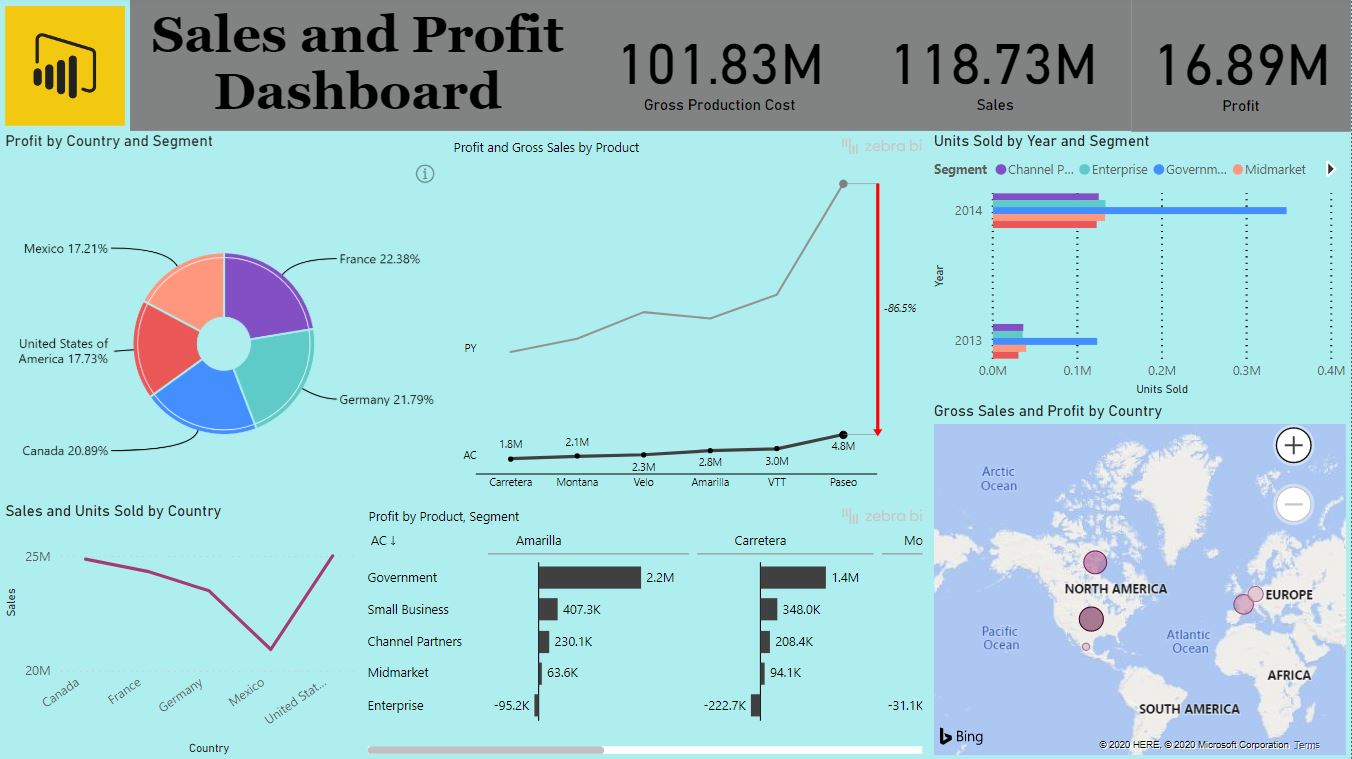 Sales and Profit
Dashboard
101.83M
Gross Production Cost
118.73M
Sales
16.89M
Profit
Profit by Country and Segment
Mexico 17.21%
France 22.38%
United States of
America 17.73%
Germany 21.79%
Canada 20.89%
Profit and Gross Sales by Product
zebra bi
PY
-86.5%
AC
1.8M
2.1M
2.3M
2.8M
3.0M
4.8M
Carretera
Montana
Velo
Amarilla
VTT
Paseo
Units Sold by Year and Segment
Segment
Channel P...
Enterprise
Governm...
Midmarket
2014
Year
2013
0.0M
0.1M
0.2M
0.3M
0.4M
Units Sold
Sales and Units Sold by Country
25M
Sales
20M
Canada
France
Germany
Mexico
United Stat...
Country
Profit by Product, Segment
zebra bi
AC ↓
Amarilla
Carretera
Mo
Government
2.2M
1.4M
Small Business
407.3K
348.0K
Channel Partners
230.1K
208.4K
Midmarket
63.6K
94.1K
Enterprise
-95.2K
-222.7K
-31.1K
Gross Sales and Profit by Country
Arctic
Ocean
NORTH AMERICA
EUROPE
Pacific
Ocean
Atlantic
Ocean
AFRICA
SOUTH AMERICA
Bing
© 2020 HERE, © 2020 Microsoft Corporation Terms